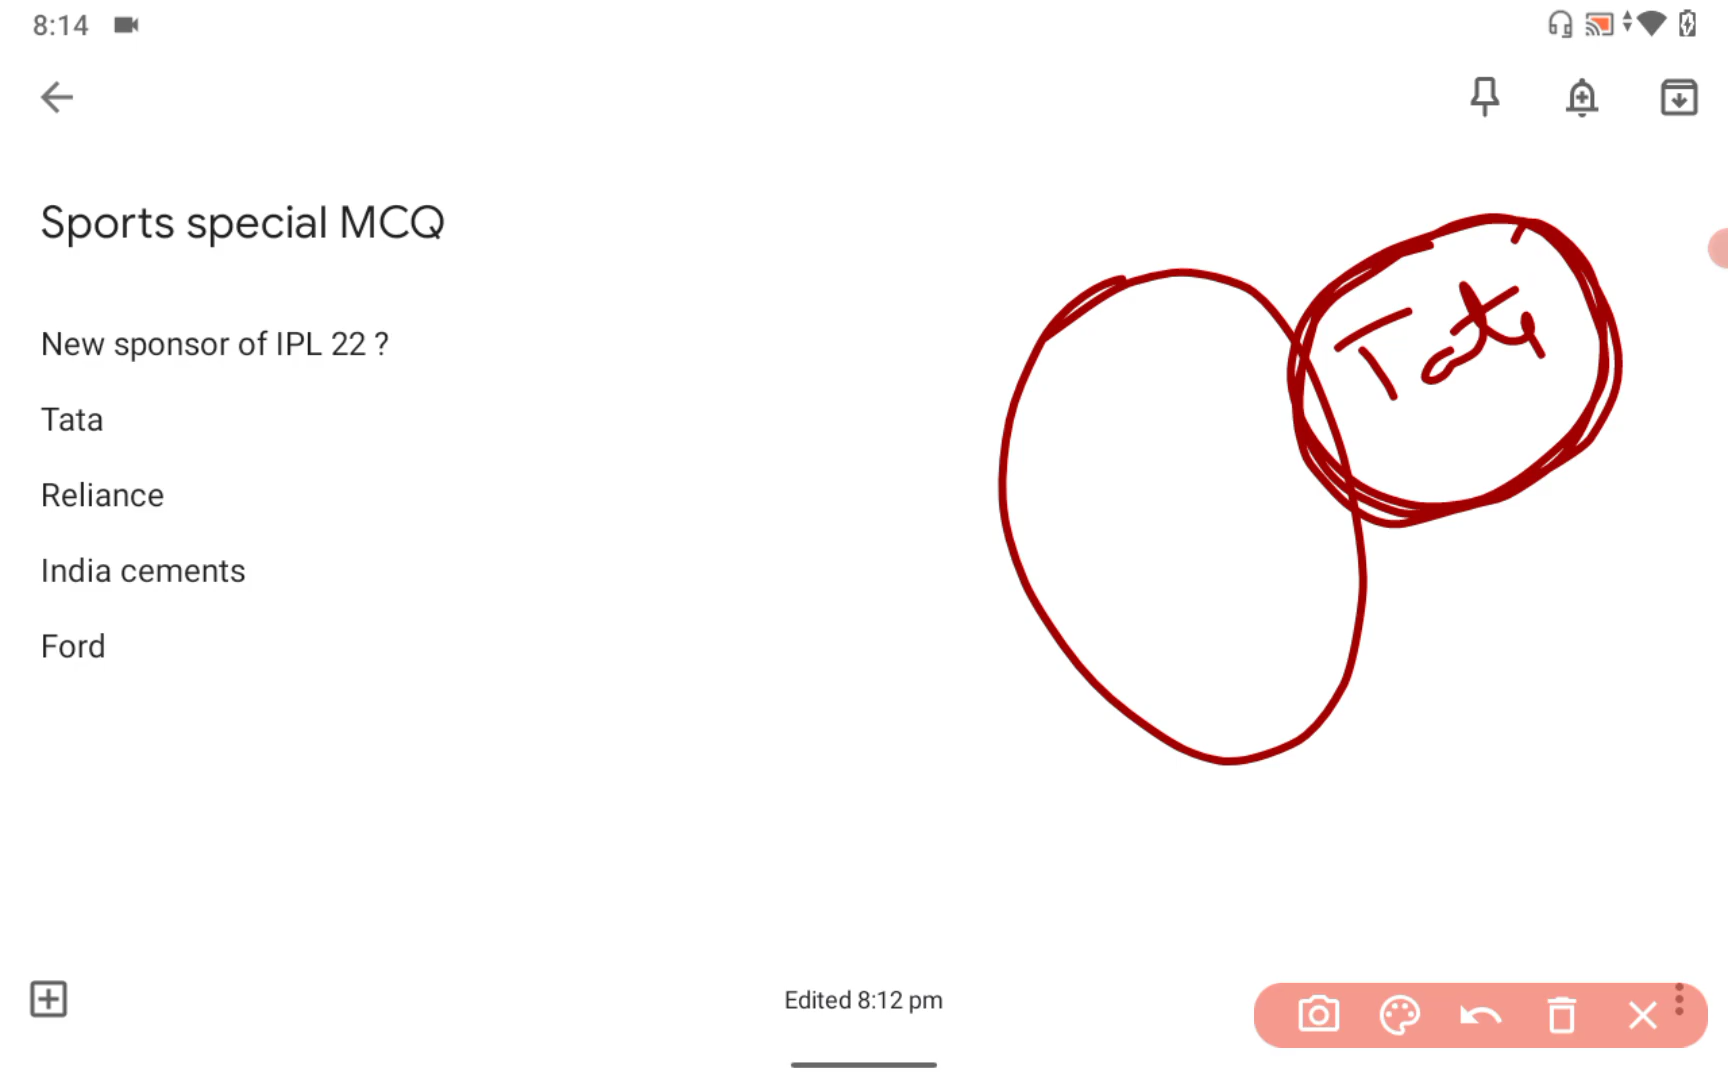 8:14
Sports special MCQ
New sponsor of IPL 22 ?
Tata
Reliance
India cements
Ford
Tata
Edited 8:12 pm